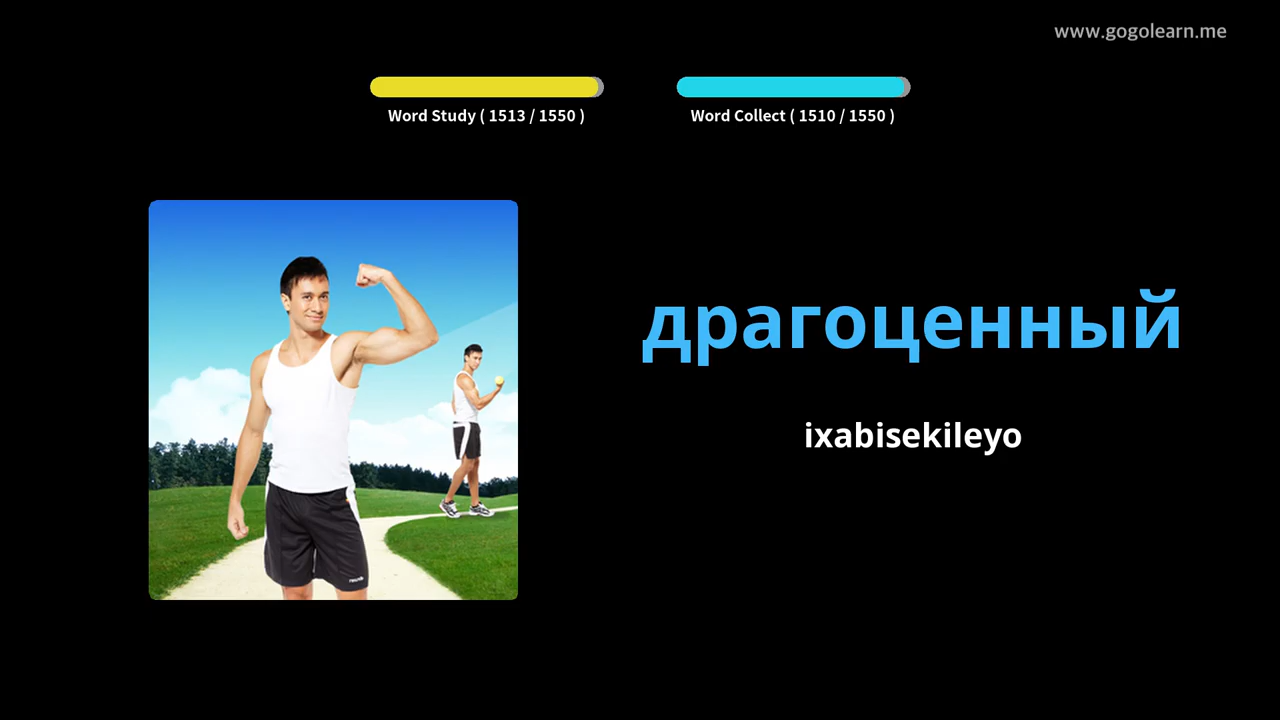 www.gogolearn.me
Word Study ( 1513 / 1550 )
Word Collect ( 1510 / 1550 )
драгоценный
ixabisekileyo